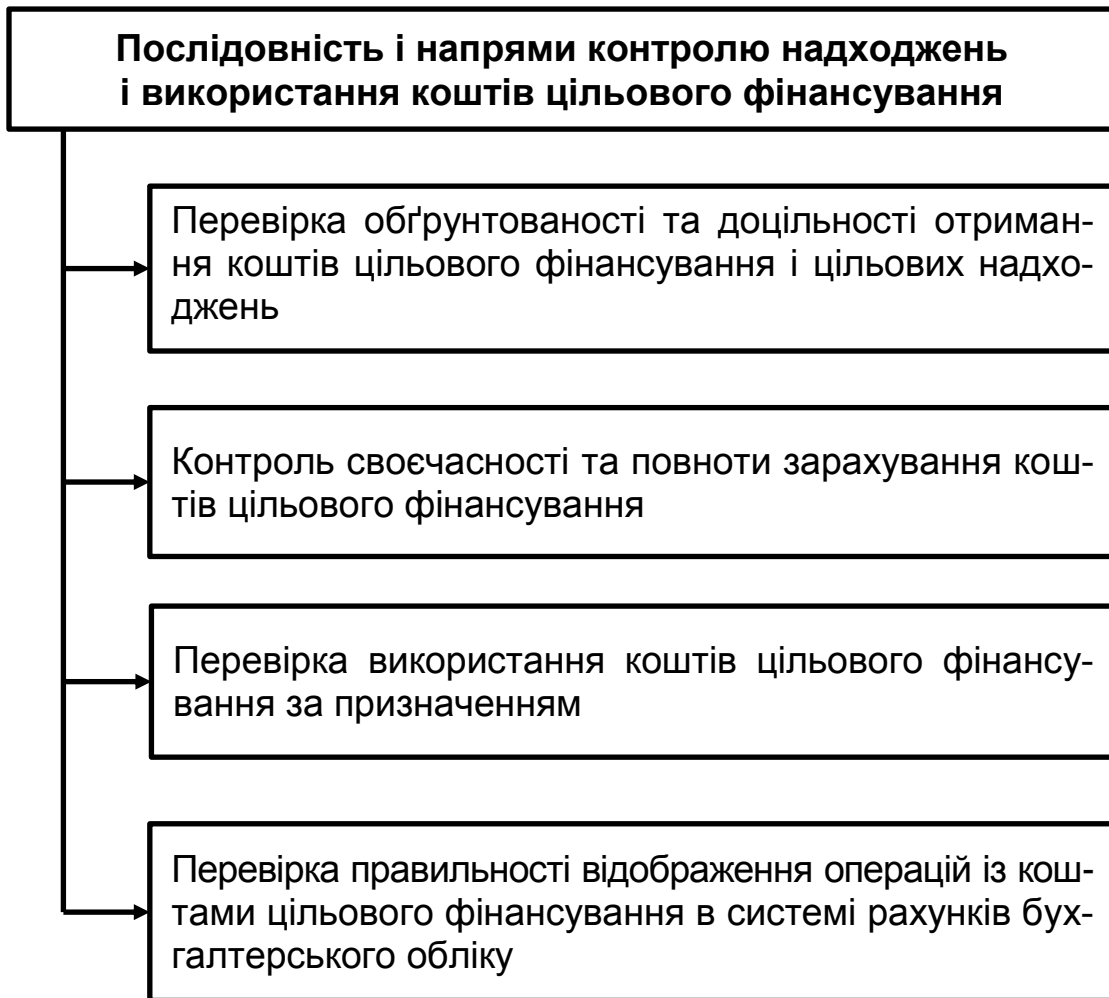 Послідовність і напрями контролю надходжень
і використання коштів цільового фінансування
Перевірка обґрунтованості та доцільності отриман-
ня коштів цільового фінансування і цільових надхо-
джень
Контроль своєчасності та повноти зарахування кош-
тів цільового фінансування
Перевірка використання коштів цільового фінансу-
вання за призначенням
Перевірка правильності відображення операцій із кош-
тами цільового фінансування в системі рахунків бух-
галтерського обліку